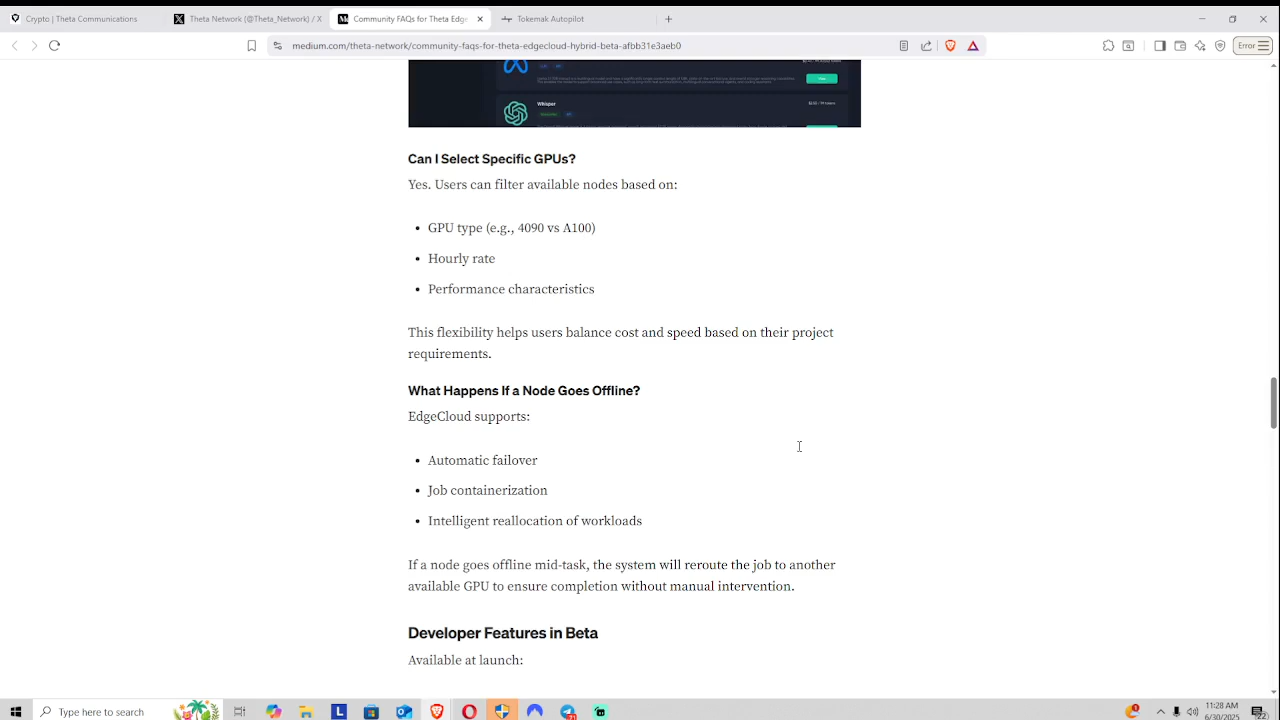 Crypto | Theta Communications
Theta Network (@Theta_Network) / X
Community FAQs for Theta Edge
Tokemak Autopilot
medium.com/theta-network/community-faqs-for-theta-edgecloud-hybrid-beta-afbb31e3aeb0
Error
Whisper
Can I Select Specific GPUs?
Yes. Users can filter available nodes based on:
• GPU type (e.g., 4090 vs A100)
• Hourly rate
• Performance characteristics
This flexibility helps users balance cost and speed based on their project
requirements.
What Happens If a Node Goes Offline?
EdgeCloud supports:
• Automatic failover
• Job containerization
• Intelligent reallocation of workloads
If a node goes offline mid-task, the system will reroute the job to another
available GPU to ensure completion without manual intervention.
Developer Features in Beta
Available at launch:
Type here to search
11:28 AM